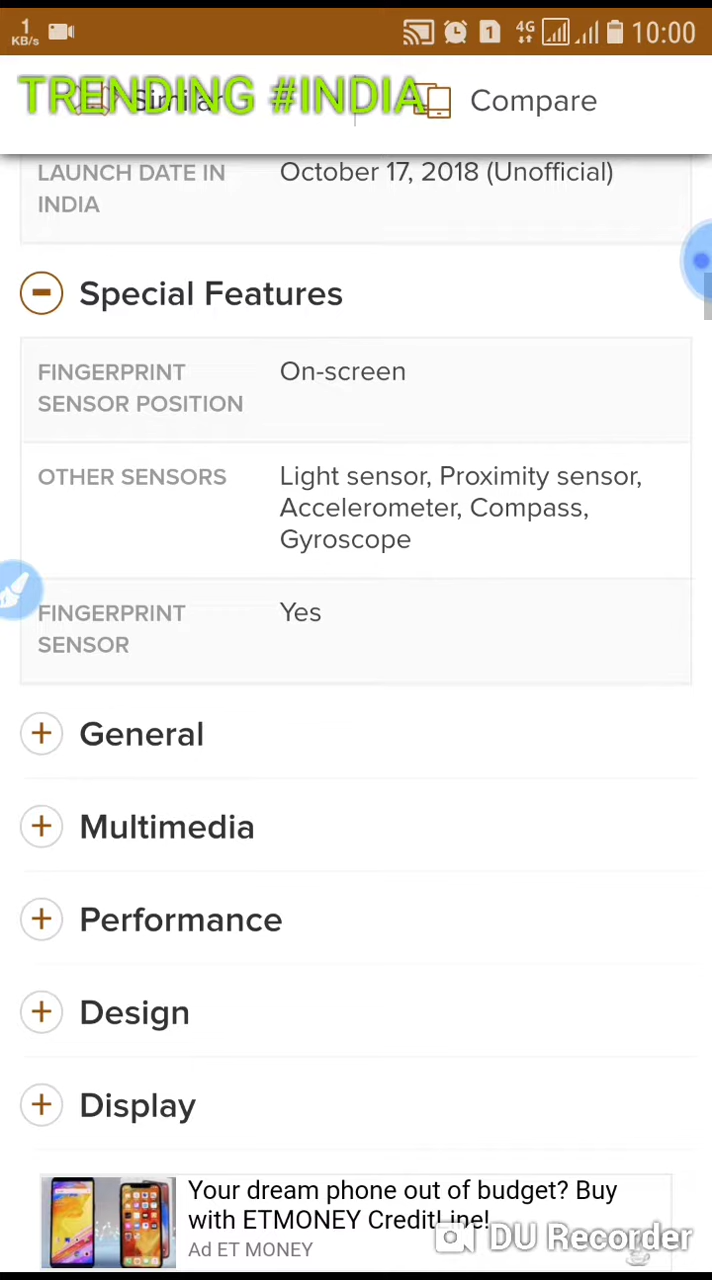 1
KB/s
1
4G
10:00
TRENDING #INDIA
Similar
Compare
LAUNCH DATE IN
INDIA
October 17, 2018 (Unofficial)
Special Features
FINGERPRINT
SENSOR POSITION
On-screen
OTHER SENSORS
Light sensor, Proximity sensor,
Accelerometer, Compass,
Gyroscope
FINGERPRINT
SENSOR
Yes
General
Multimedia
Performance
Design
Display
Your dream phone out of budget? Buy
with ETMONEY CreditLine!
Ad ET MONEY
DU Recorder